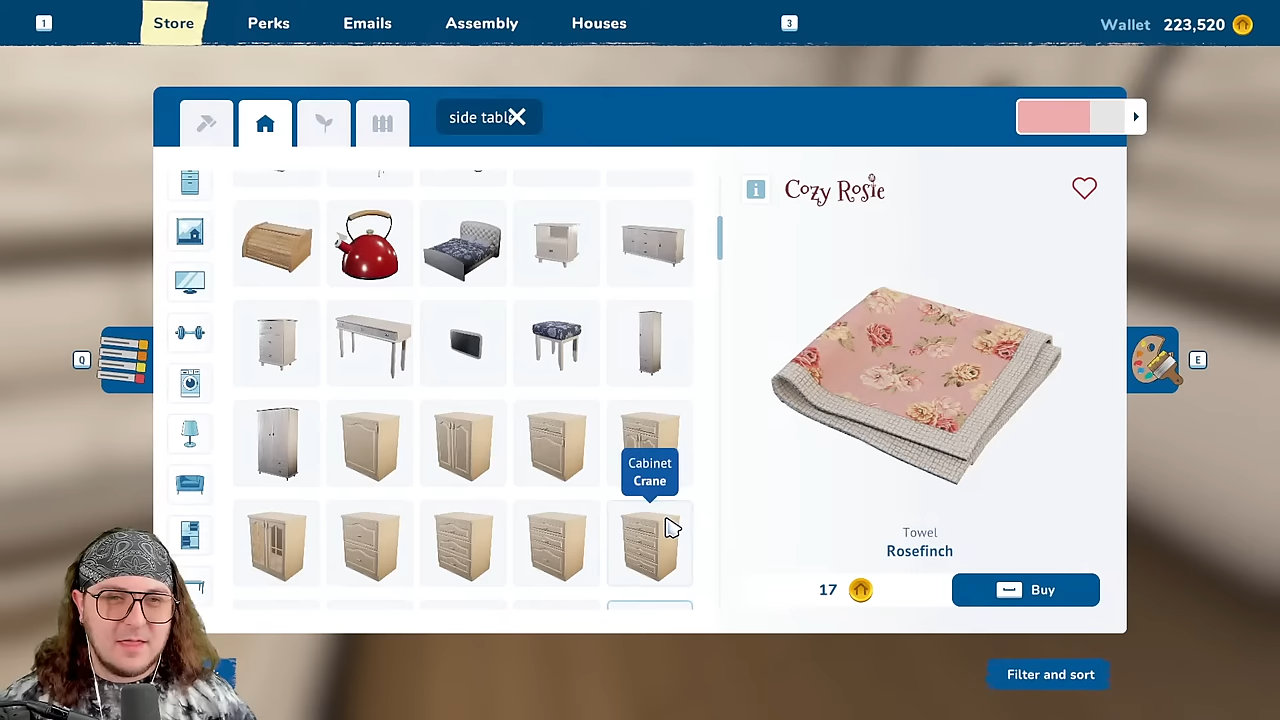 1
Store
Perks
Emails
Assembly
Houses
3
Wallet 223,520
side tabl
i
Cozy Rosie
Q
E
Cabinet
Crane
Towel
Rosefinch
17
Buy
Filter and sort